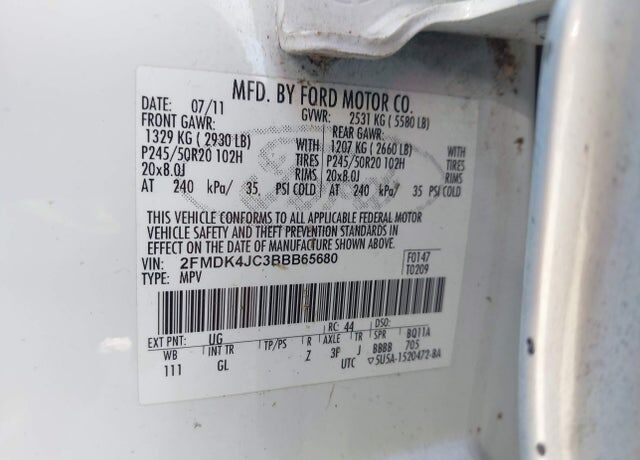 MFD. BY FORD MOTOR CO.
DATE: 07/11 GVWR: 2531 KG ( 5580 LB)
FRONT GAWR: REAR GAWR:
1329 KG ( 2930 LB) WITH 1207 KG ( 2660 LB) WITH
P245/50R20 102H TIRES P245/50R20 102H TIRES
20x8.0J RIMS 20x8.0J RIMS
AT 240 kPa/ 35 PSI COLD AT 240 kPa/ 35 PSI COLD
THIS VEHICLE CONFORMS TO ALL APPLICABLE FEDERAL MOTOR
VEHICLE SAFETY AND THEFT PREVENTION STANDARDS IN
EFFECT ON THE DATE OF MANUFACTURE SHOWN ABOVE.
VIN: 2FMDK4JC3BBB65680 F0147
TYPE: MPV T0209
EXT PNT: UG RC: 44 DSO:
WB INT TR TP/PS R AXLE TR SPR BQ11A
111 GL Z 3P J BBBB 705
UTC ▽5U5A-1520472-BA